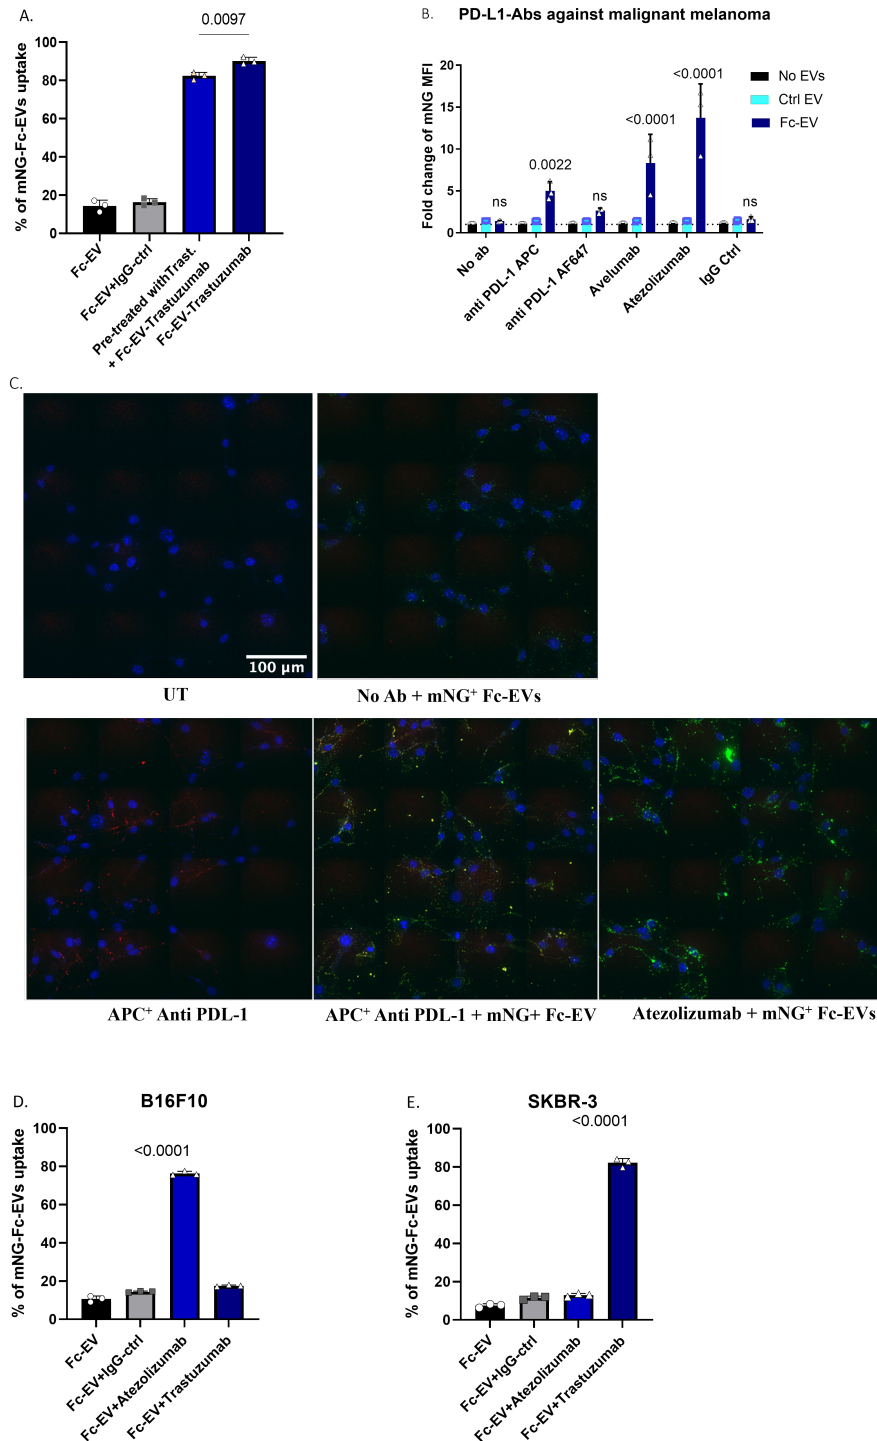 A.
0.0097
% of mNG-Fc-EVs uptake
100
80
60
40
20
0
Fc-EV
Fc-EV+IgG-ctrl
Pre-treated withTrast.
+ Fc-EV-Trastuzumab
Fc-EV-Trastuzumab
B.
PD-L1-Abs against malignant melanoma
Fold change of mNG MFI
20
15
10
5
0
ns
0.0022
ns
<0.0001
<0.0001
ns
No EVs
Ctrl EV
Fc-EV
No ab
anti PDL-1 APC
anti PDL-1 AF647
Avelumab
Atezolizumab
IgG Ctrl
C.
100 µm
UT
No Ab + mNG⁺ Fc-EVs
APC⁺ Anti PDL-1
APC⁺ Anti PDL-1 + mNG+ Fc-EV
Atezolizumab + mNG⁺ Fc-EVs
D.
B16F10
% of mNG-Fc-EVs uptake
100
80
60
40
20
0
<0.0001
Fc-EV
Fc-EV+IgG-ctrl
Fc-EV+Atezolizumab
Fc-EV+Trastuzumab
E.
SKBR-3
% of mNG-Fc-EVs uptake
100
80
60
40
20
0
<0.0001
Fc-EV
Fc-EV+IgG-ctrl
Fc-EV+Atezolizumab
Fc-EV+Trastuzumab